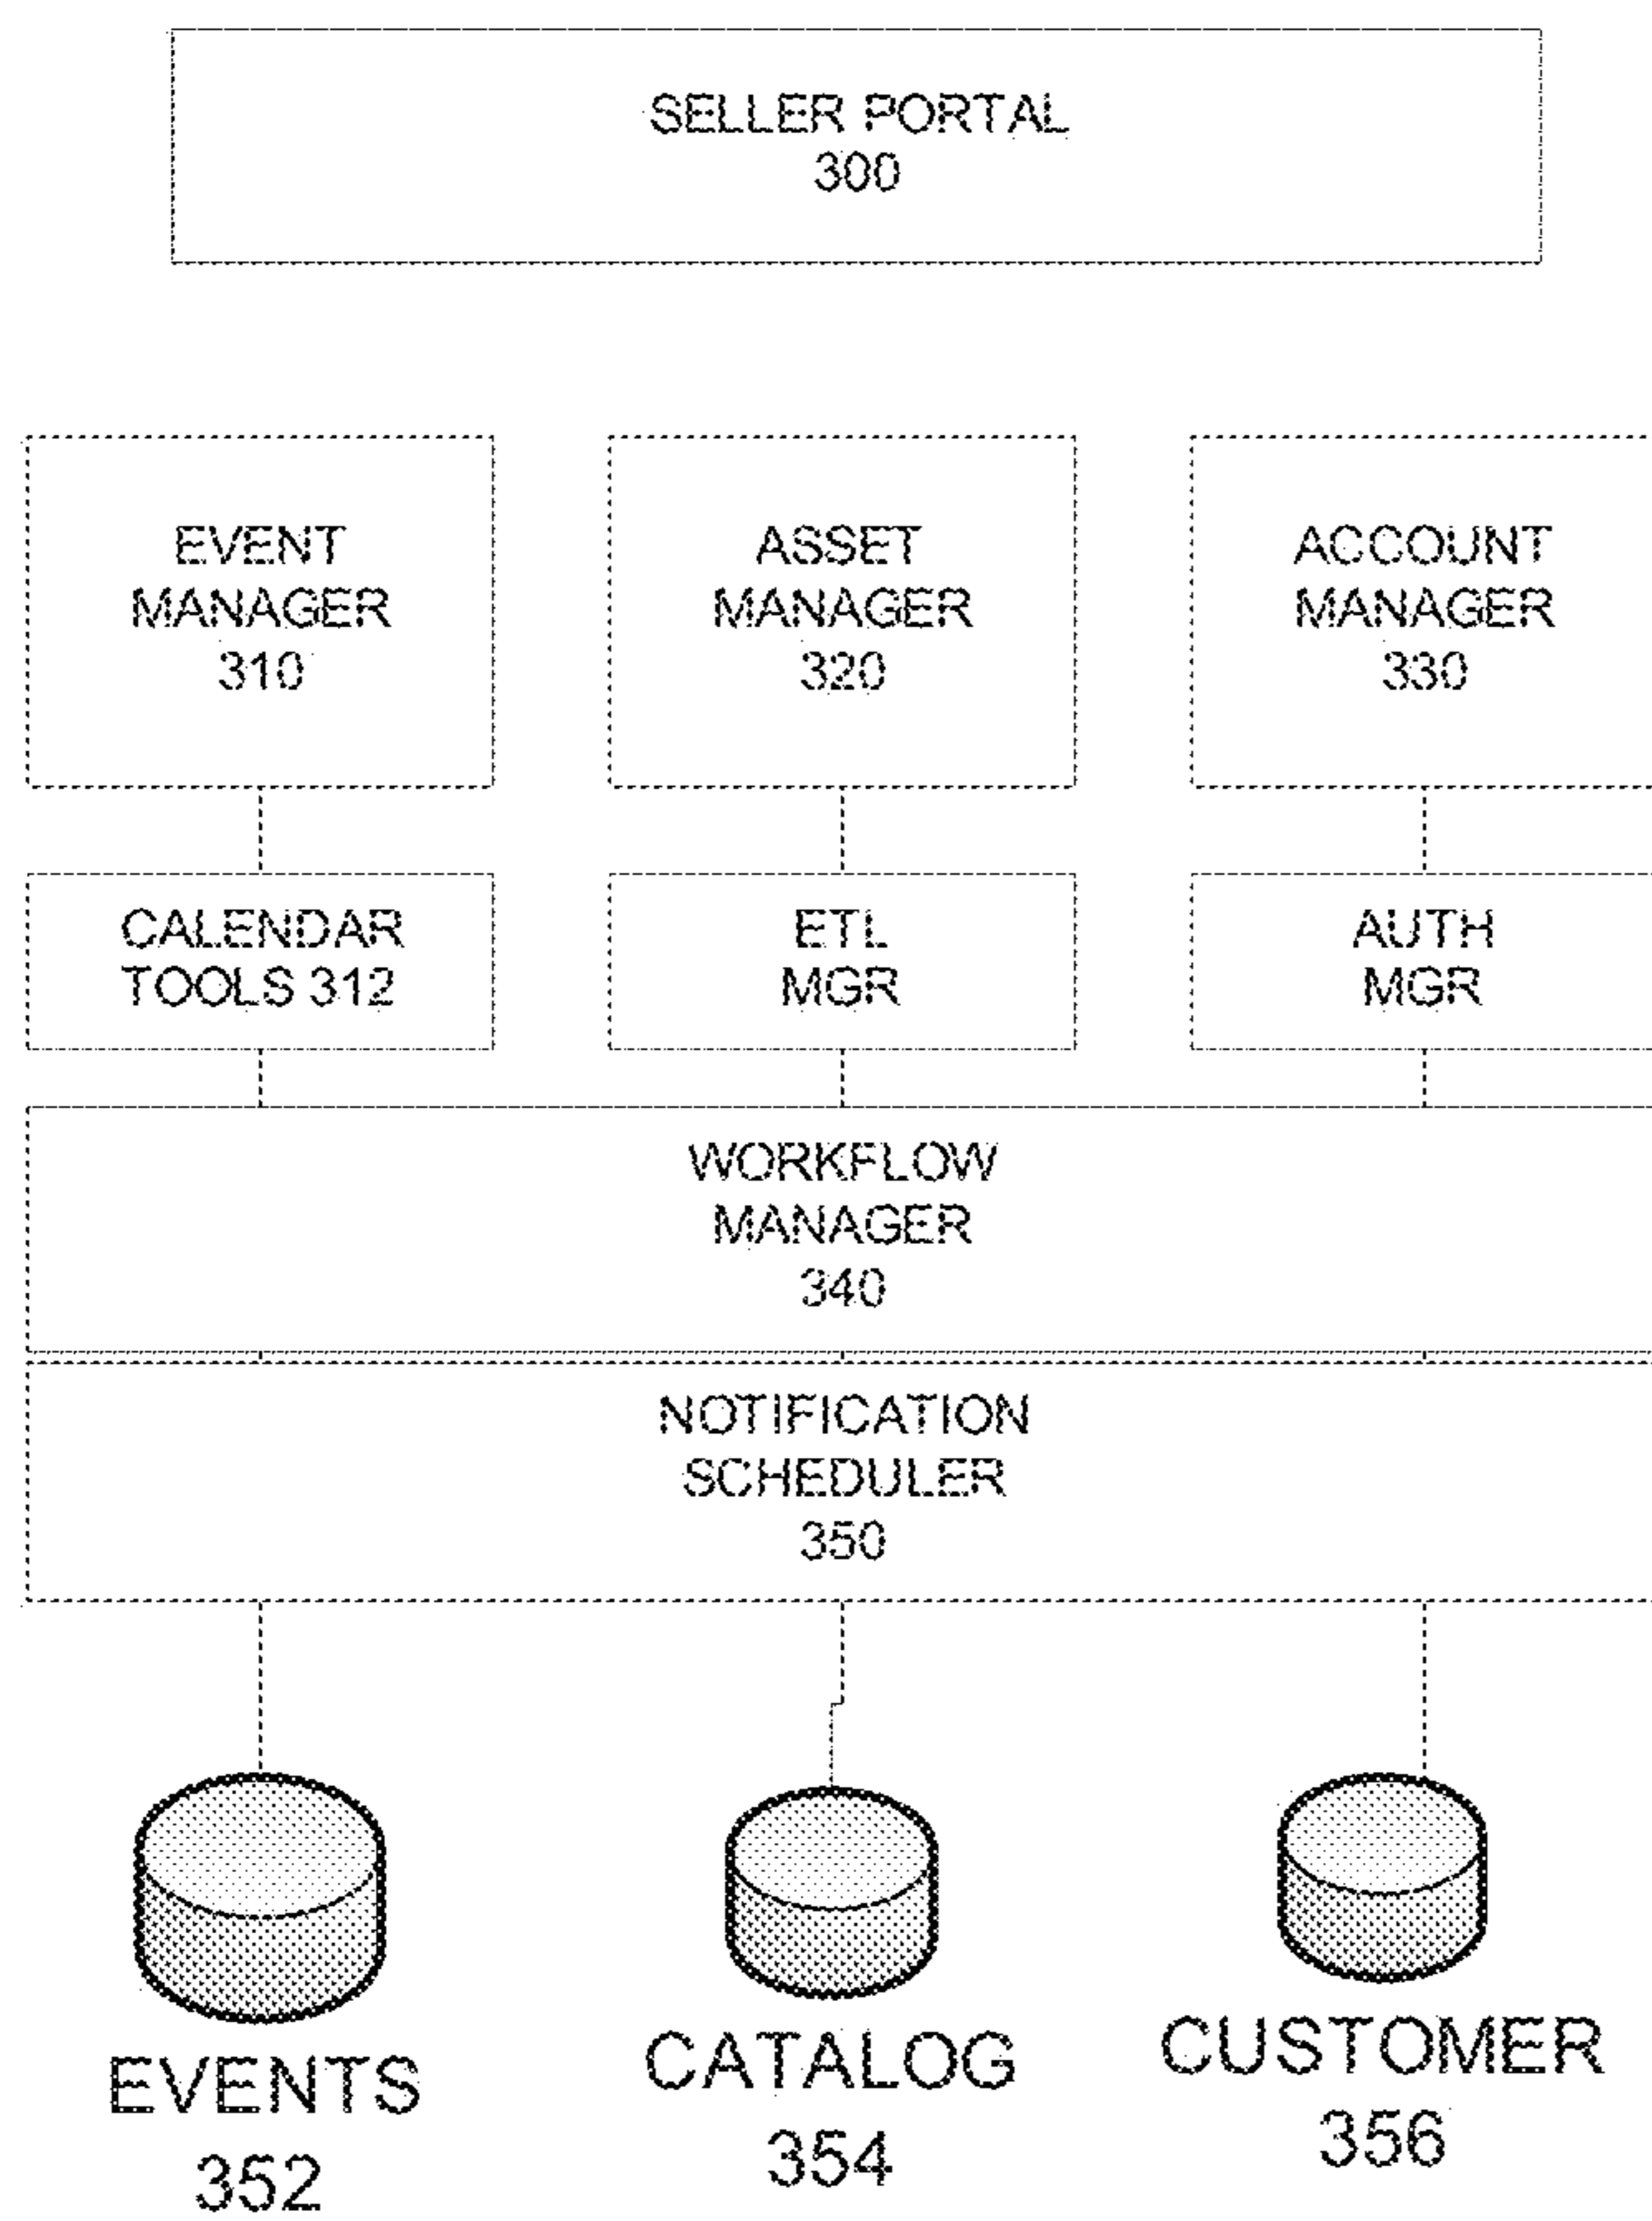 SELLER PORTAL
300
EVENT
MANAGER
310
ASSET
MANAGER
320
ACCOUNT
MANAGER
330
CALENDAR
TOOLS 312
ETL
MGR
AUTH
MGR
WORKFLOW
MANAGER
340
NOTIFICATION
SCHEDULER
350
EVENTS
352
CATALOG
354
CUSTOMER
356